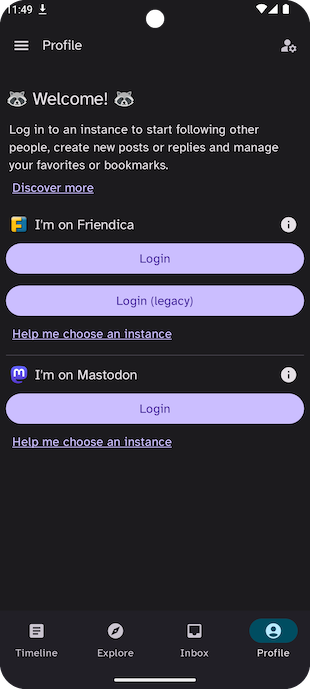 11:49
Profile
Welcome!
Log in to an instance to start following other
people, create new posts or replies and manage
your favorites or bookmarks.
Discover more
I'm on Friendica
Login
Login (legacy)
Help me choose an instance
I'm on Mastodon
Login
Help me choose an instance
Timeline
Explore
Inbox
Profile